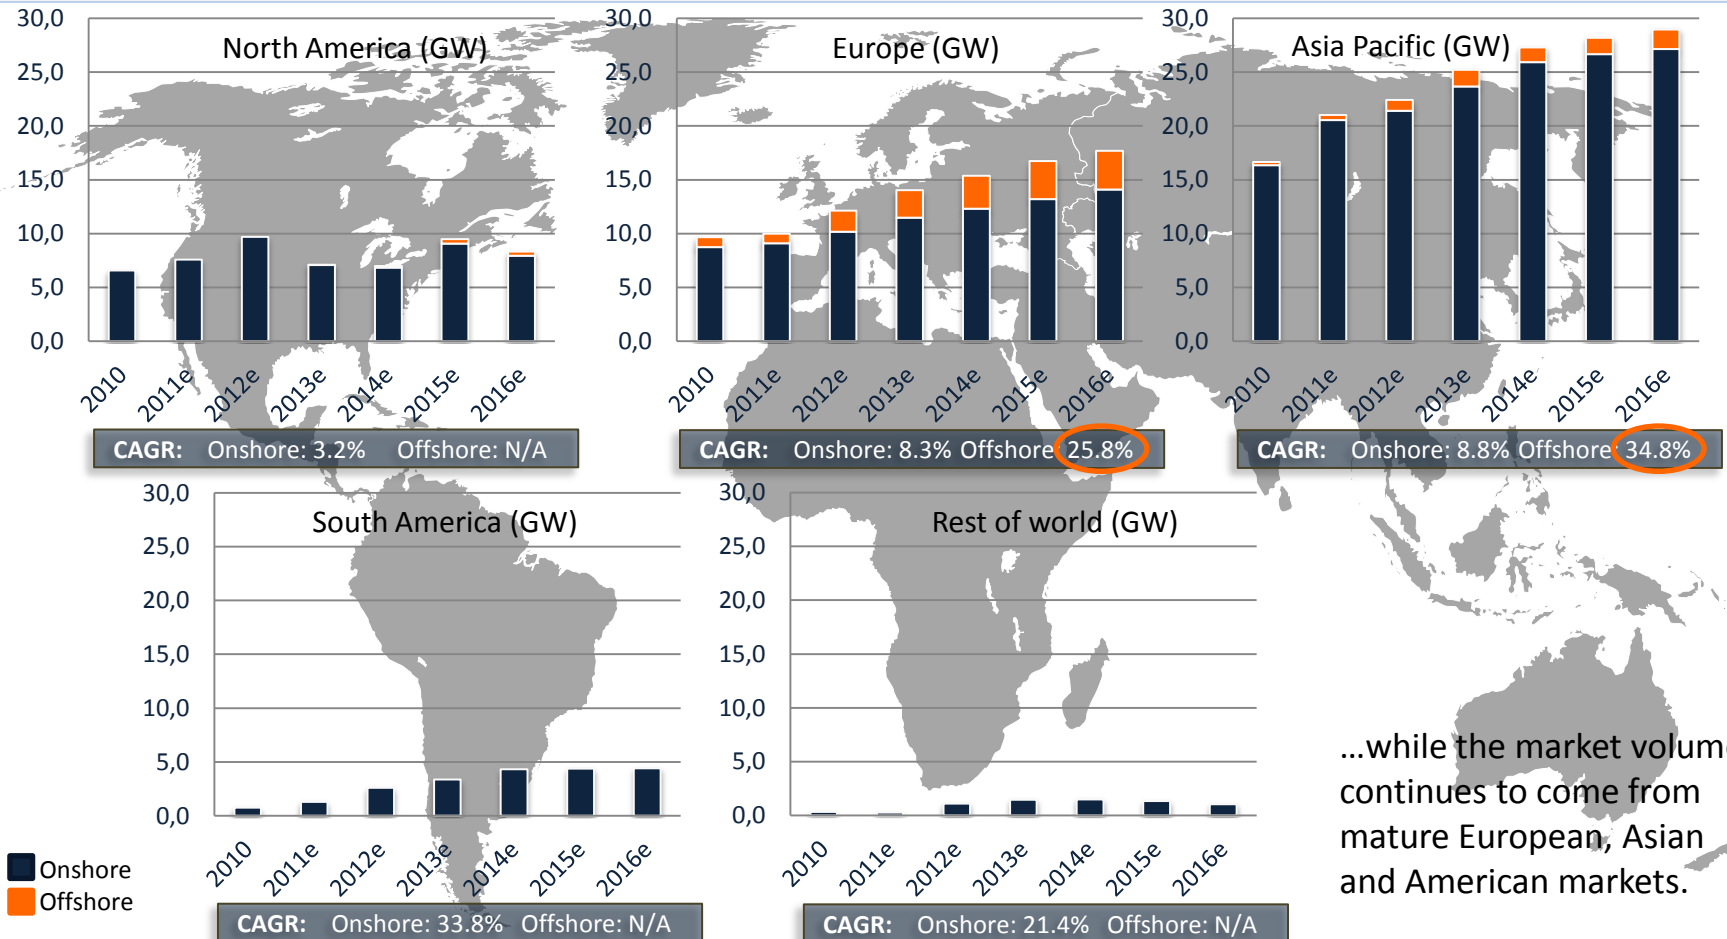 North America (GW)
30,0
25,0
20,0
15,0
10,0
5,0
0,0
2010 2011e 2012e 2013e 2014e 2015e 2016e
CAGR: Onshore: 3.2% Offshore: N/A
Europe (GW)
30,0
25,0
20,0
15,0
10,0
5,0
0,0
2010 2011e 2012e 2013e 2014e 2015e 2016e
CAGR: Onshore: 8.3% Offshore: 25.8%
Asia Pacific (GW)
30,0
25,0
20,0
15,0
10,0
5,0
0,0
2010 2011e 2012e 2013e 2014e 2015e 2016e
CAGR: Onshore: 8.8% Offshore: 34.8%
South America (GW)
30,0
25,0
20,0
15,0
10,0
5,0
0,0
2010 2011e 2012e 2013e 2014e 2015e 2016e
CAGR: Onshore: 33.8% Offshore: N/A
Rest of world (GW)
30,0
25,0
20,0
15,0
10,0
5,0
0,0
2010 2011e 2012e 2013e 2014e 2015e 2016e
CAGR: Onshore: 21.4% Offshore: N/A
Onshore
Offshore
...while the market volume
continues to come from
mature European, Asian
and American markets.